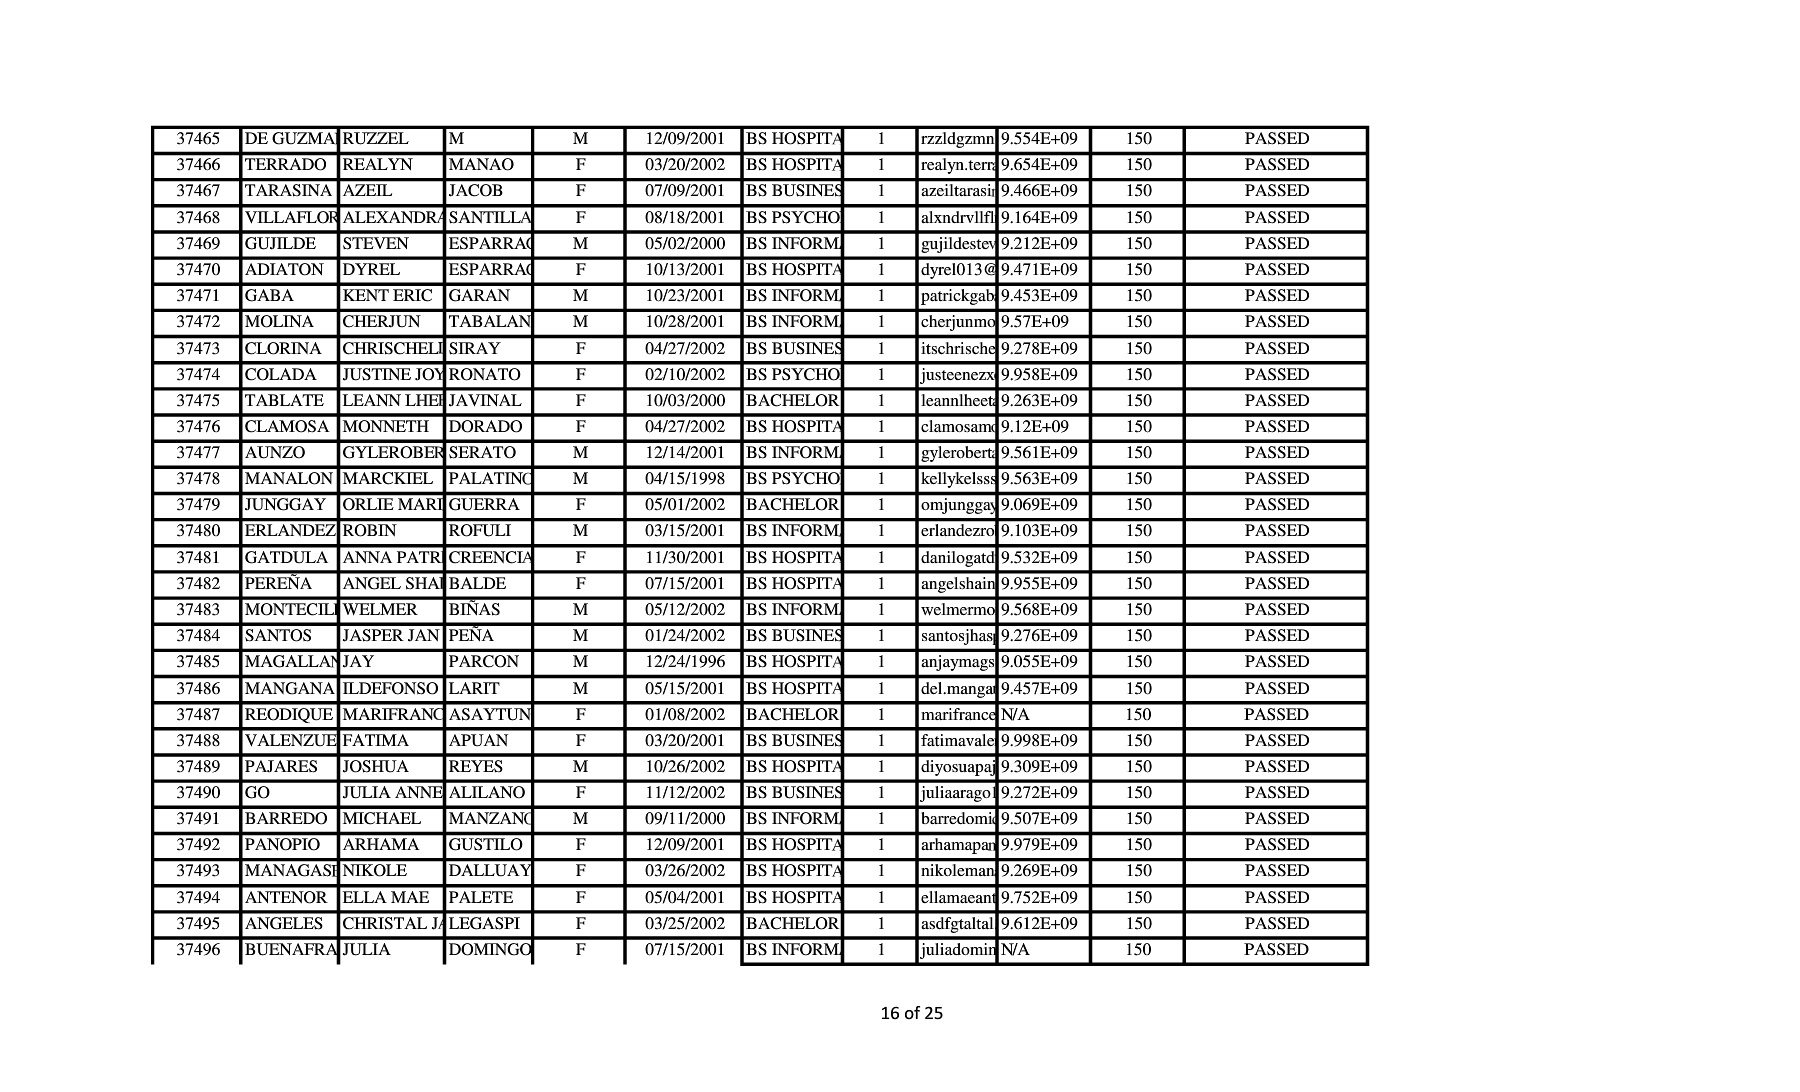 37465 DE GUZMA RUZZEL M M 12/09/2001 BS HOSPITA 1 rzzldgzmn 9.554E+09 150 PASSED
37466 TERRADO REALYN MANAO F 03/20/2002 BS HOSPITA 1 realyn.terr 9.654E+09 150 PASSED
37467 TARASINA AZEIL JACOB F 07/09/2001 BS BUSINES 1 azeiltarasi 9.466E+09 150 PASSED
37468 VILLAFLOR ALEXANDRA SANTILLA F 08/18/2001 BS PSYCHO 1 alxndrvllfl 9.164E+09 150 PASSED
37469 GUJILDE STEVEN ESPARRAG M 05/02/2000 BS INFORM 1 gujildestev 9.212E+09 150 PASSED
37470 ADIATON DYREL ESPARRAG F 10/13/2001 BS HOSPITA 1 dyrel013@ 9.471E+09 150 PASSED
37471 GABA KENT ERIC GARAN M 10/23/2001 BS INFORM 1 patrickgab 9.453E+09 150 PASSED
37472 MOLINA CHERJUN TABALAN M 10/28/2001 BS INFORM 1 cherjunmo 9.57E+09 150 PASSED
37473 CLORINA CHRISCHELL SIRAY F 04/27/2002 BS BUSINES 1 itschrische 9.278E+09 150 PASSED
37474 COLADA JUSTINE JOY RONATO F 02/10/2002 BS PSYCHO 1 justeenezx 9.958E+09 150 PASSED
37475 TABLATE LEANN LHEE JAVINAL F 10/03/2000 BACHELOR 1 leannlheet 9.263E+09 150 PASSED
37476 CLAMOSA MONNETH DORADO F 04/27/2002 BS HOSPITA 1 clamosamo 9.12E+09 150 PASSED
37477 AUNZO GYLEROBER SERATO M 12/14/2001 BS INFORM 1 gylerobert 9.561E+09 150 PASSED
37478 MANALON MARCKIEL PALATINO M 04/15/1998 BS PSYCHO 1 kellykelsss 9.563E+09 150 PASSED
37479 JUNGGAY ORLIE MARI GUERRA F 05/01/2002 BACHELOR 1 omjunggay 9.069E+09 150 PASSED
37480 ERLANDEZ ROBIN ROFULI M 03/15/2001 BS INFORM 1 erlandezro 9.103E+09 150 PASSED
37481 GATDULA ANNA PATRI CREENCIA F 11/30/2001 BS HOSPITA 1 danilogatd 9.532E+09 150 PASSED
37482 PEREÑA ANGEL SHAI BALDE F 07/15/2001 BS HOSPITA 1 angelshain 9.955E+09 150 PASSED
37483 MONTECILL WELMER BIÑAS M 05/12/2002 BS INFORM 1 welmermo 9.568E+09 150 PASSED
37484 SANTOS JASPER JAN PEÑA M 01/24/2002 BS BUSINES 1 santosjhasp 9.276E+09 150 PASSED
37485 MAGALLAN JAY PARCON M 12/24/1996 BS HOSPITA 1 anjaymags 9.055E+09 150 PASSED
37486 MANGANA ILDEFONSO LARIT M 05/15/2001 BS HOSPITA 1 del.manga 9.457E+09 150 PASSED
37487 REODIQUE MARIFRANC ASAYTUN F 01/08/2002 BACHELOR 1 marifrance N/A 150 PASSED
37488 VALENZUE FATIMA APUAN F 03/20/2001 BS BUSINES 1 fatimavale 9.998E+09 150 PASSED
37489 PAJARES JOSHUA REYES M 10/26/2002 BS HOSPITA 1 diyosuapaj 9.309E+09 150 PASSED
37490 GO JULIA ANNE ALILANO F 11/12/2002 BS BUSINES 1 juliaarago1 9.272E+09 150 PASSED
37491 BARREDO MICHAEL MANZANO M 09/11/2000 BS INFORM 1 barredomic 9.507E+09 150 PASSED
37492 PANOPIO ARHAMA GUSTILO F 12/09/2001 BS HOSPITA 1 arhamapan 9.979E+09 150 PASSED
37493 MANAGASE NIKOLE DALLUAY F 03/26/2002 BS HOSPITA 1 nikoleman 9.269E+09 150 PASSED
37494 ANTENOR ELLA MAE PALETE F 05/04/2001 BS HOSPITA 1 ellamaeant 9.752E+09 150 PASSED
37495 ANGELES CHRISTAL JA LEGASPI F 03/25/2002 BACHELOR 1 asdfgtaltal 9.612E+09 150 PASSED
37496 BUENAFRA JULIA DOMINGO F 07/15/2001 BS INFORM 1 juliadomin N/A 150 PASSED
16 of 25